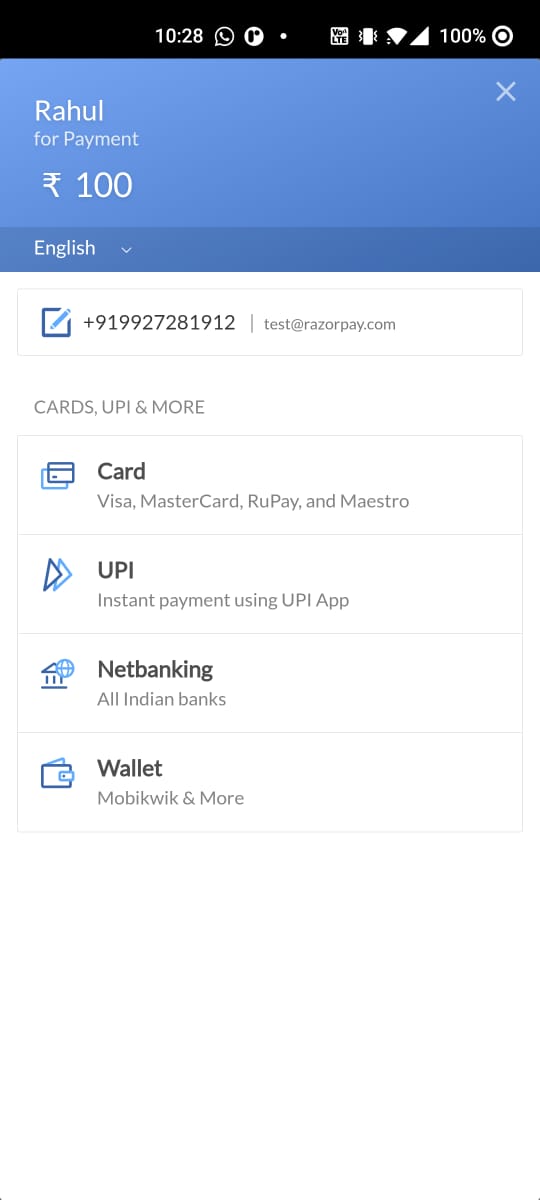 10:28 VoLTE 100%
Rahul
for Payment
₹ 100
English
+919927281912 | test@razorpay.com
CARDS, UPI & MORE
Card
Visa, MasterCard, RuPay, and Maestro
UPI
Instant payment using UPI App
Netbanking
All Indian banks
Wallet
Mobikwik & More